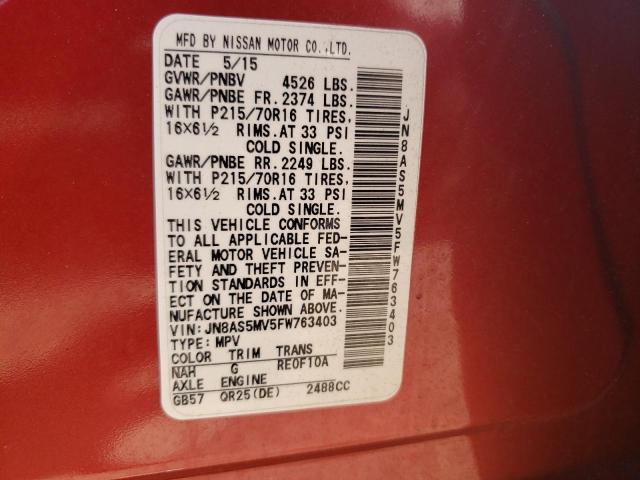 MFD BY NISSAN MOTOR CO.,LTD.
DATE 5/15
GVWR/PNBV 4526 LBS.
GAWR/PNBE FR. 2374 LBS.
WITH P215/70R16 TIRES,
16×6½ RIMS.AT 33 PSI
COLD SINGLE.
GAWR/PNBE RR. 2249 LBS.
WITH P215/70R16 TIRES,
16×6½ RIMS.AT 33 PSI
COLD SINGLE.
THIS VEHICLE CONFORMS
TO ALL APPLICABLE FED-
ERAL MOTOR VEHICLE SA-
FETY AND THEFT PREVEN-
TION STANDARDS IN EFF-
ECT ON THE DATE OF MA-
NUFACTURE SHOWN ABOVE.
VIN: JN8AS5MV5FW763403
TYPE: MPV
COLOR TRIM TRANS
NAH G RE0F10A
AXLE ENGINE
GB57 QR25(DE) 2488CC
JN8AS5MV5FW763403